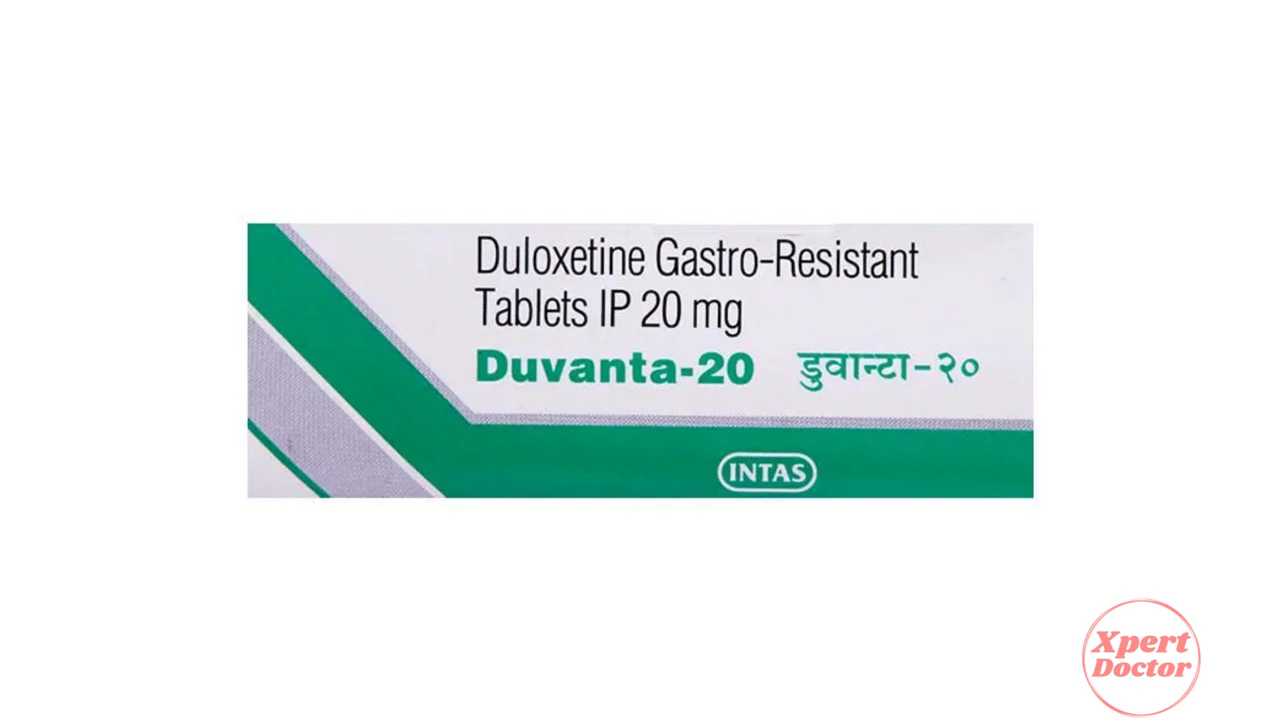 Duloxetine Gastro-Resistant
Tablets IP 20 mg
Duvanta-20 डुवान्टा-२०
INTAS
Xpert
Doctor